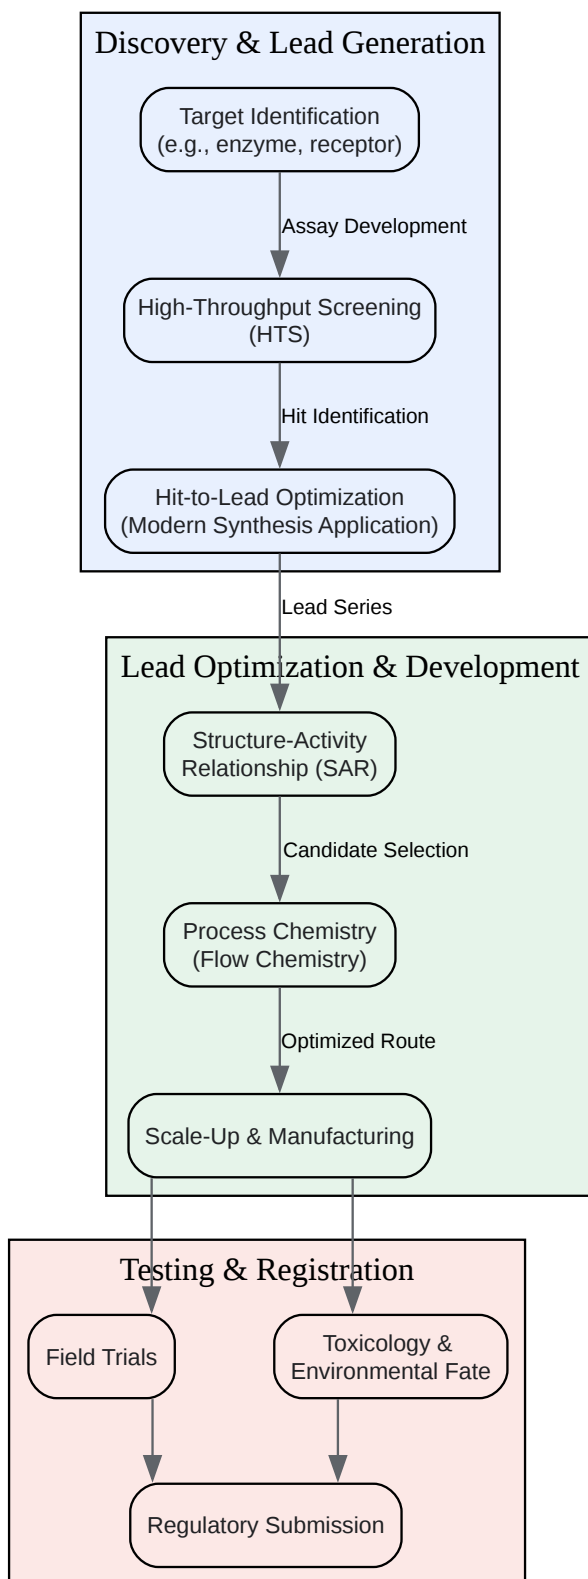 Discovery & Lead Generation
Target Identification
(e.g., enzyme, receptor)
Assay Development
High-Throughput Screening
(HTS)
Hit Identification
Hit-to-Lead Optimization
(Modern Synthesis Application)
Lead Series
Lead Optimization & Development
Structure-Activity
Relationship (SAR)
Candidate Selection
Process Chemistry
(Flow Chemistry)
Optimized Route
Scale-Up & Manufacturing
Testing & Registration
Field Trials
Toxicology &
Environmental Fate
Regulatory Submission